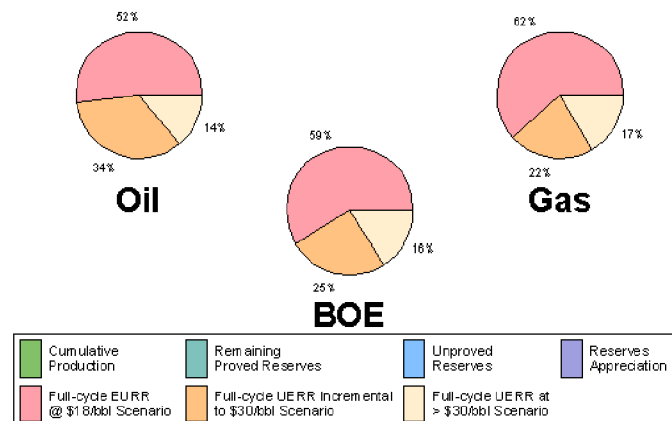 52%
14%
34%
Oil
62%
17%
22%
Gas
59%
16%
25%
BOE
Cumulative
Production
Remaining
Proved Reserves
Unproved
Reserves
Reserves
Appreciation
Full-cycle EURR
@ $18/bbl Scenario
Full-cycle UERR Incremental
to $30/bbl Scenario
Full-cycle UERR at
> $30/bbl Scenario